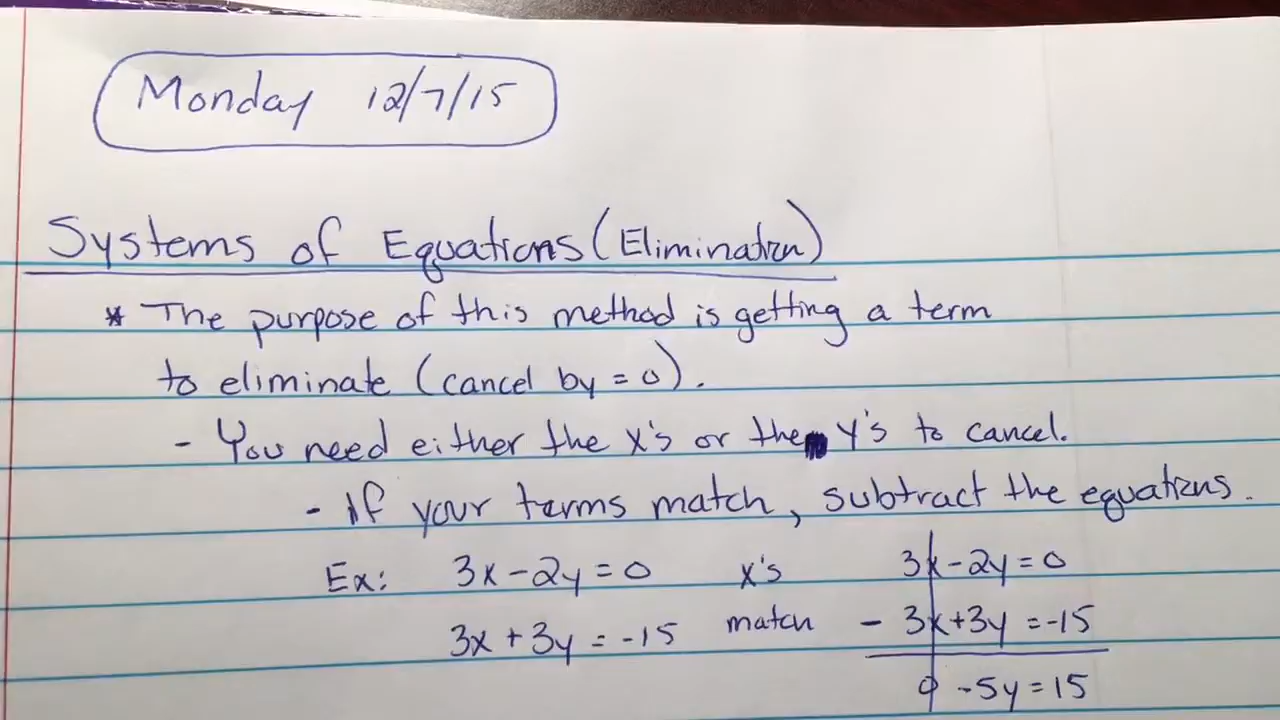 Monday 12/7/15
Systems of Equations (Elimination)
* The purpose of this method is getting a term
to eliminate (cancel by = 0).
- You need either the x's or the y's to cancel.
- If your terms match, subtract the equations.
Ex: 3x - 2y = 0 x's 3x - 2y = 0
3x + 3y = -15 match - 3x + 3y = -15
0 - 5y = 15